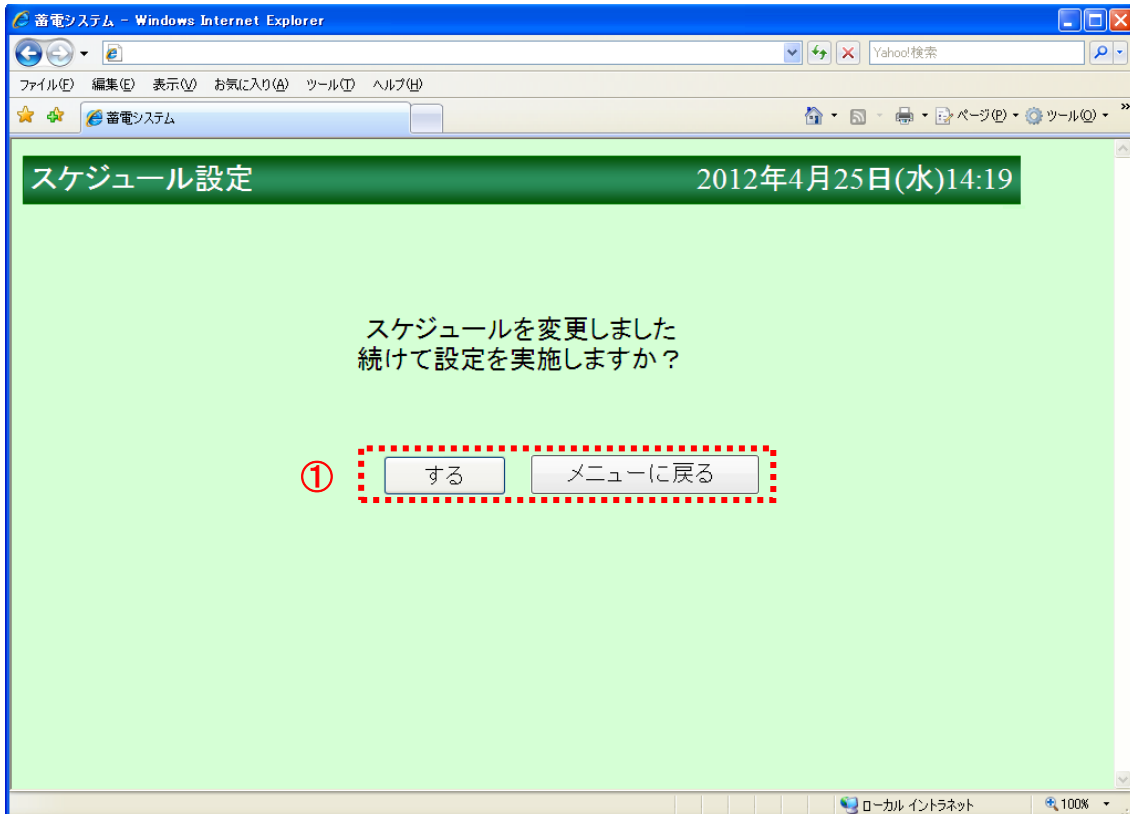 蓄電システム - Windows Internet Explorer
Yahoo!検索
ファイル(F) 編集(E) 表示(V) お気に入り(A) ツール(T) ヘルプ(H)
蓄電システム
ページ(P) ツール(O) »
スケジュール設定 2012年4月25日(水)14:19
スケジュールを変更しました
続けて設定を実施しますか？
① する メニューに戻る
ローカル イントラネット 100%